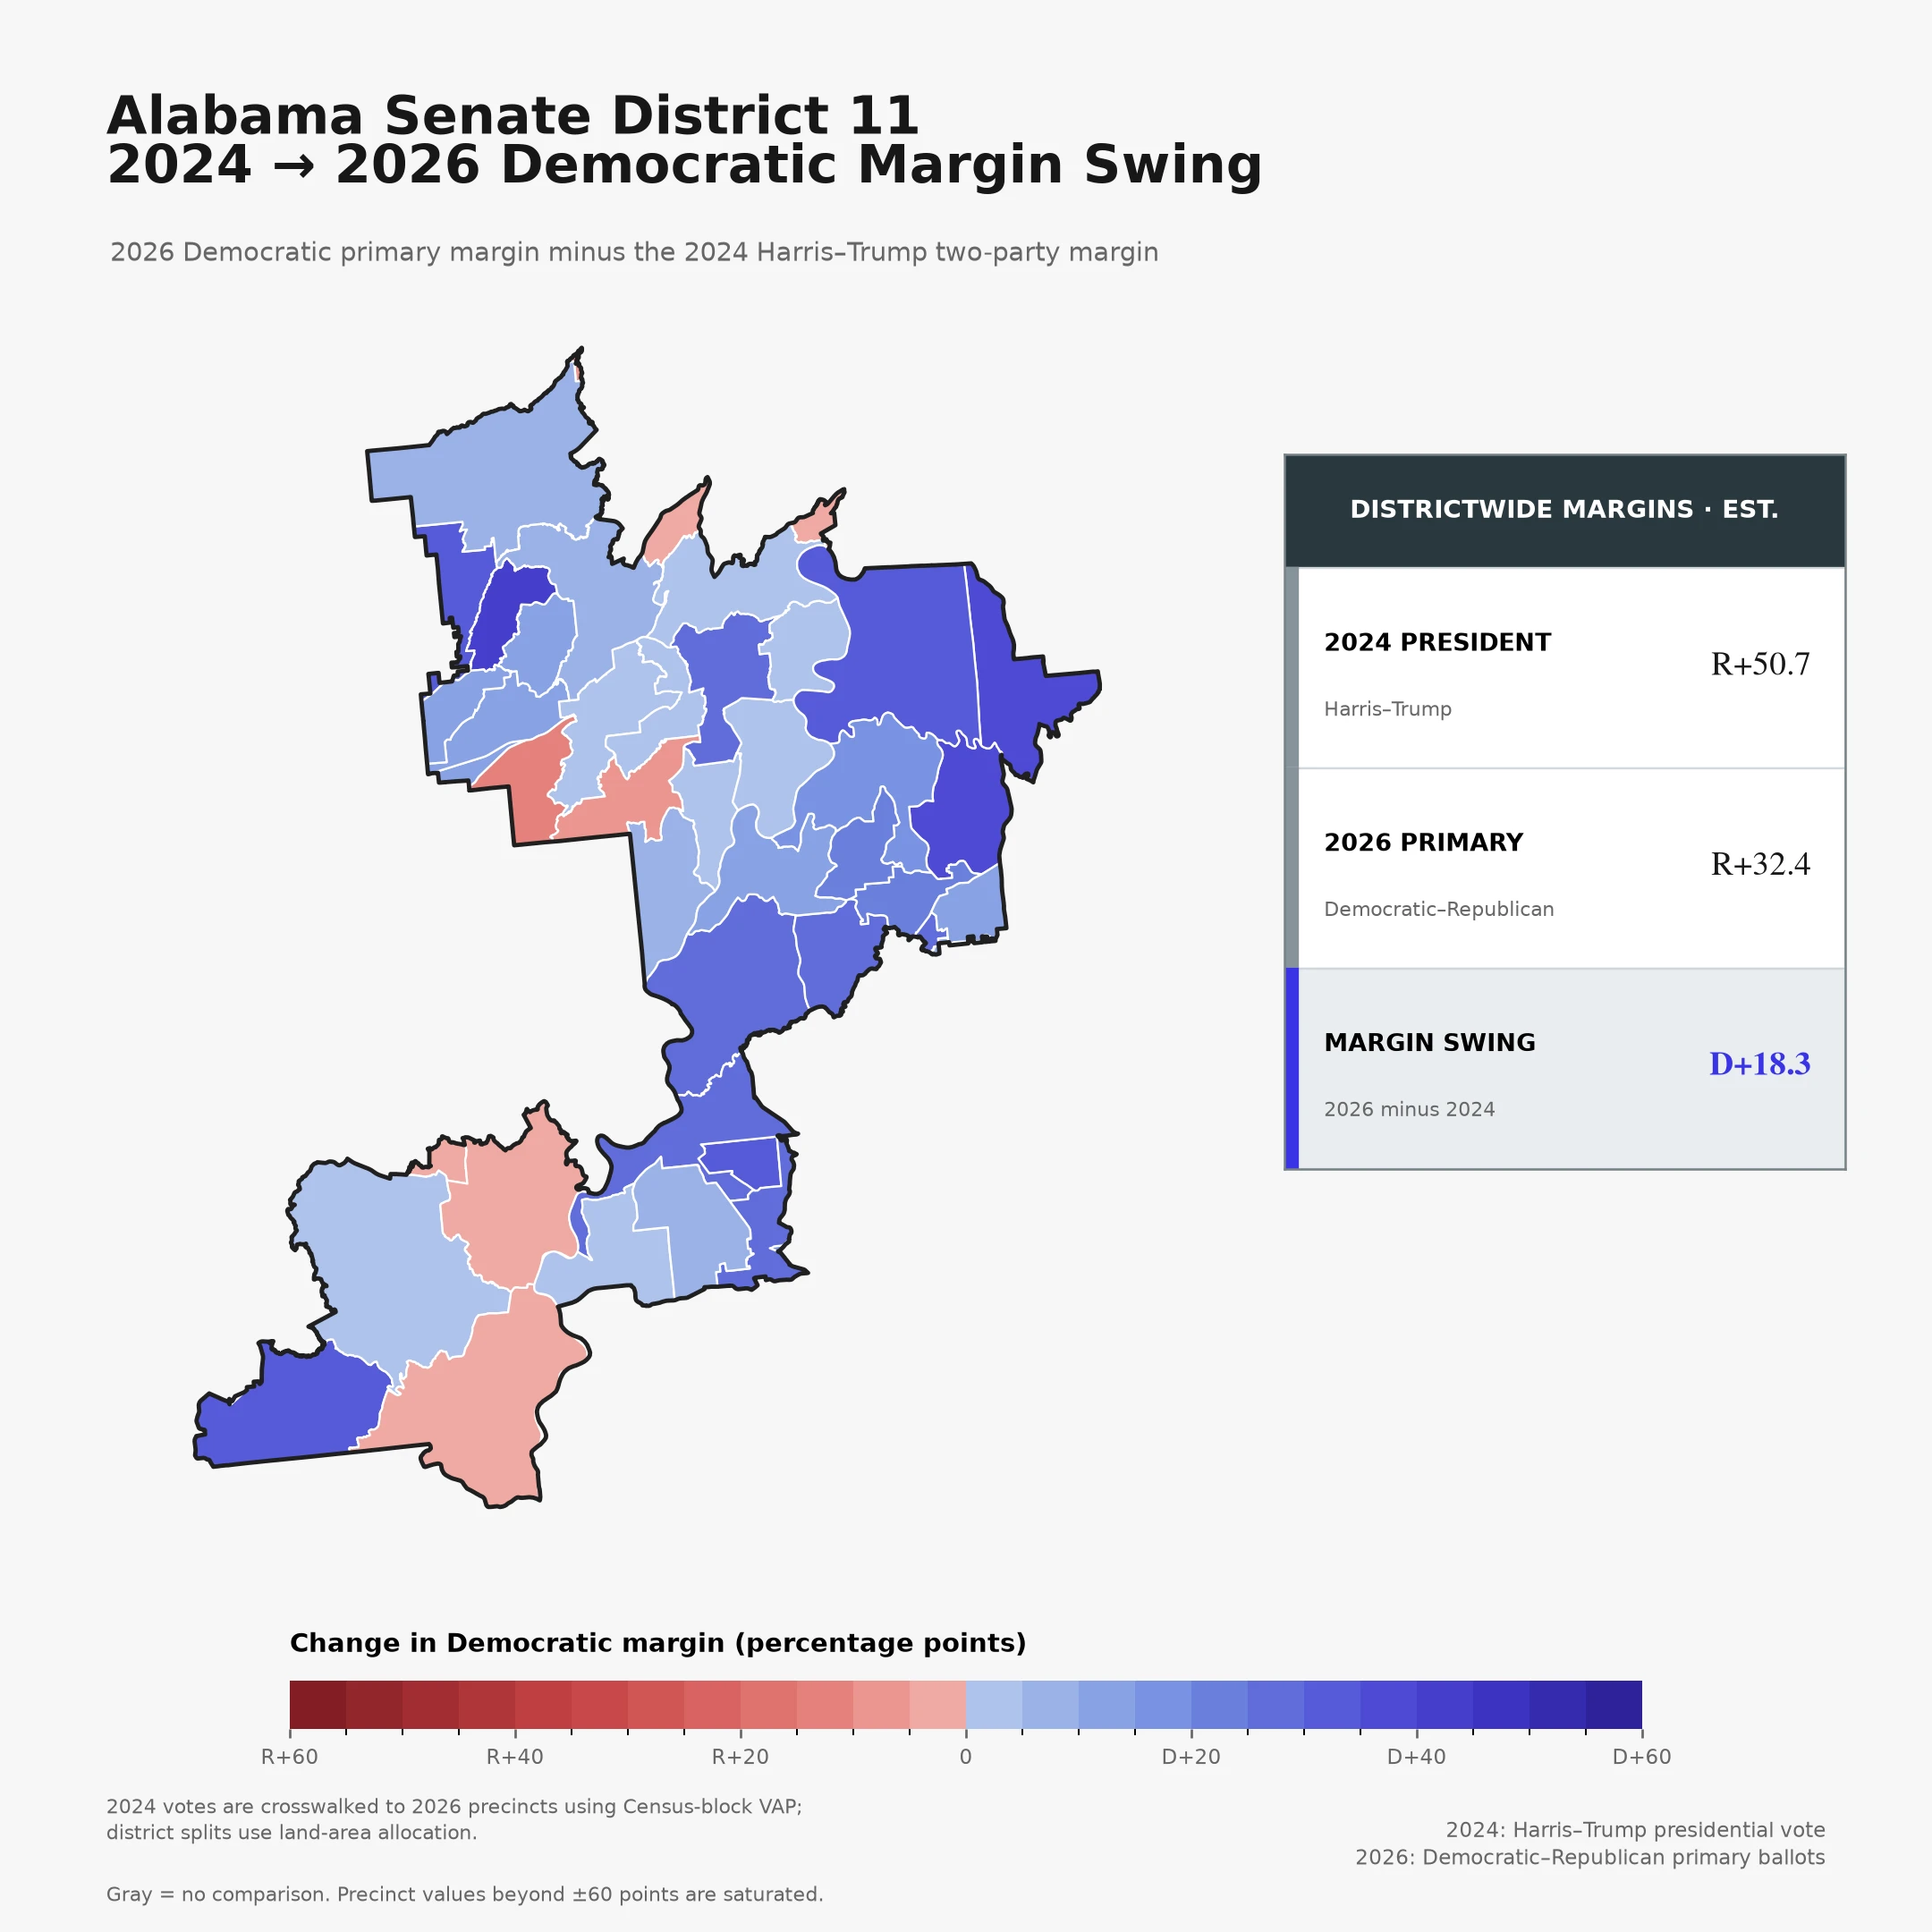 Alabama Senate District 11
2024 → 2026 Democratic Margin Swing
2026 Democratic primary margin minus the 2024 Harris–Trump two-party margin
DISTRICTWIDE MARGINS · EST.
2024 PRESIDENT
R+50.7
Harris–Trump
2026 PRIMARY
R+32.4
Democratic–Republican
MARGIN SWING
D+18.3
2026 minus 2024
Change in Democratic margin (percentage points)
R+60 R+40 R+20 0 D+20 D+40 D+60
2024 votes are crosswalked to 2026 precincts using Census-block VAP;
district splits use land-area allocation.
2024: Harris–Trump presidential vote
2026: Democratic–Republican primary ballots
Gray = no comparison. Precinct values beyond ±60 points are saturated.